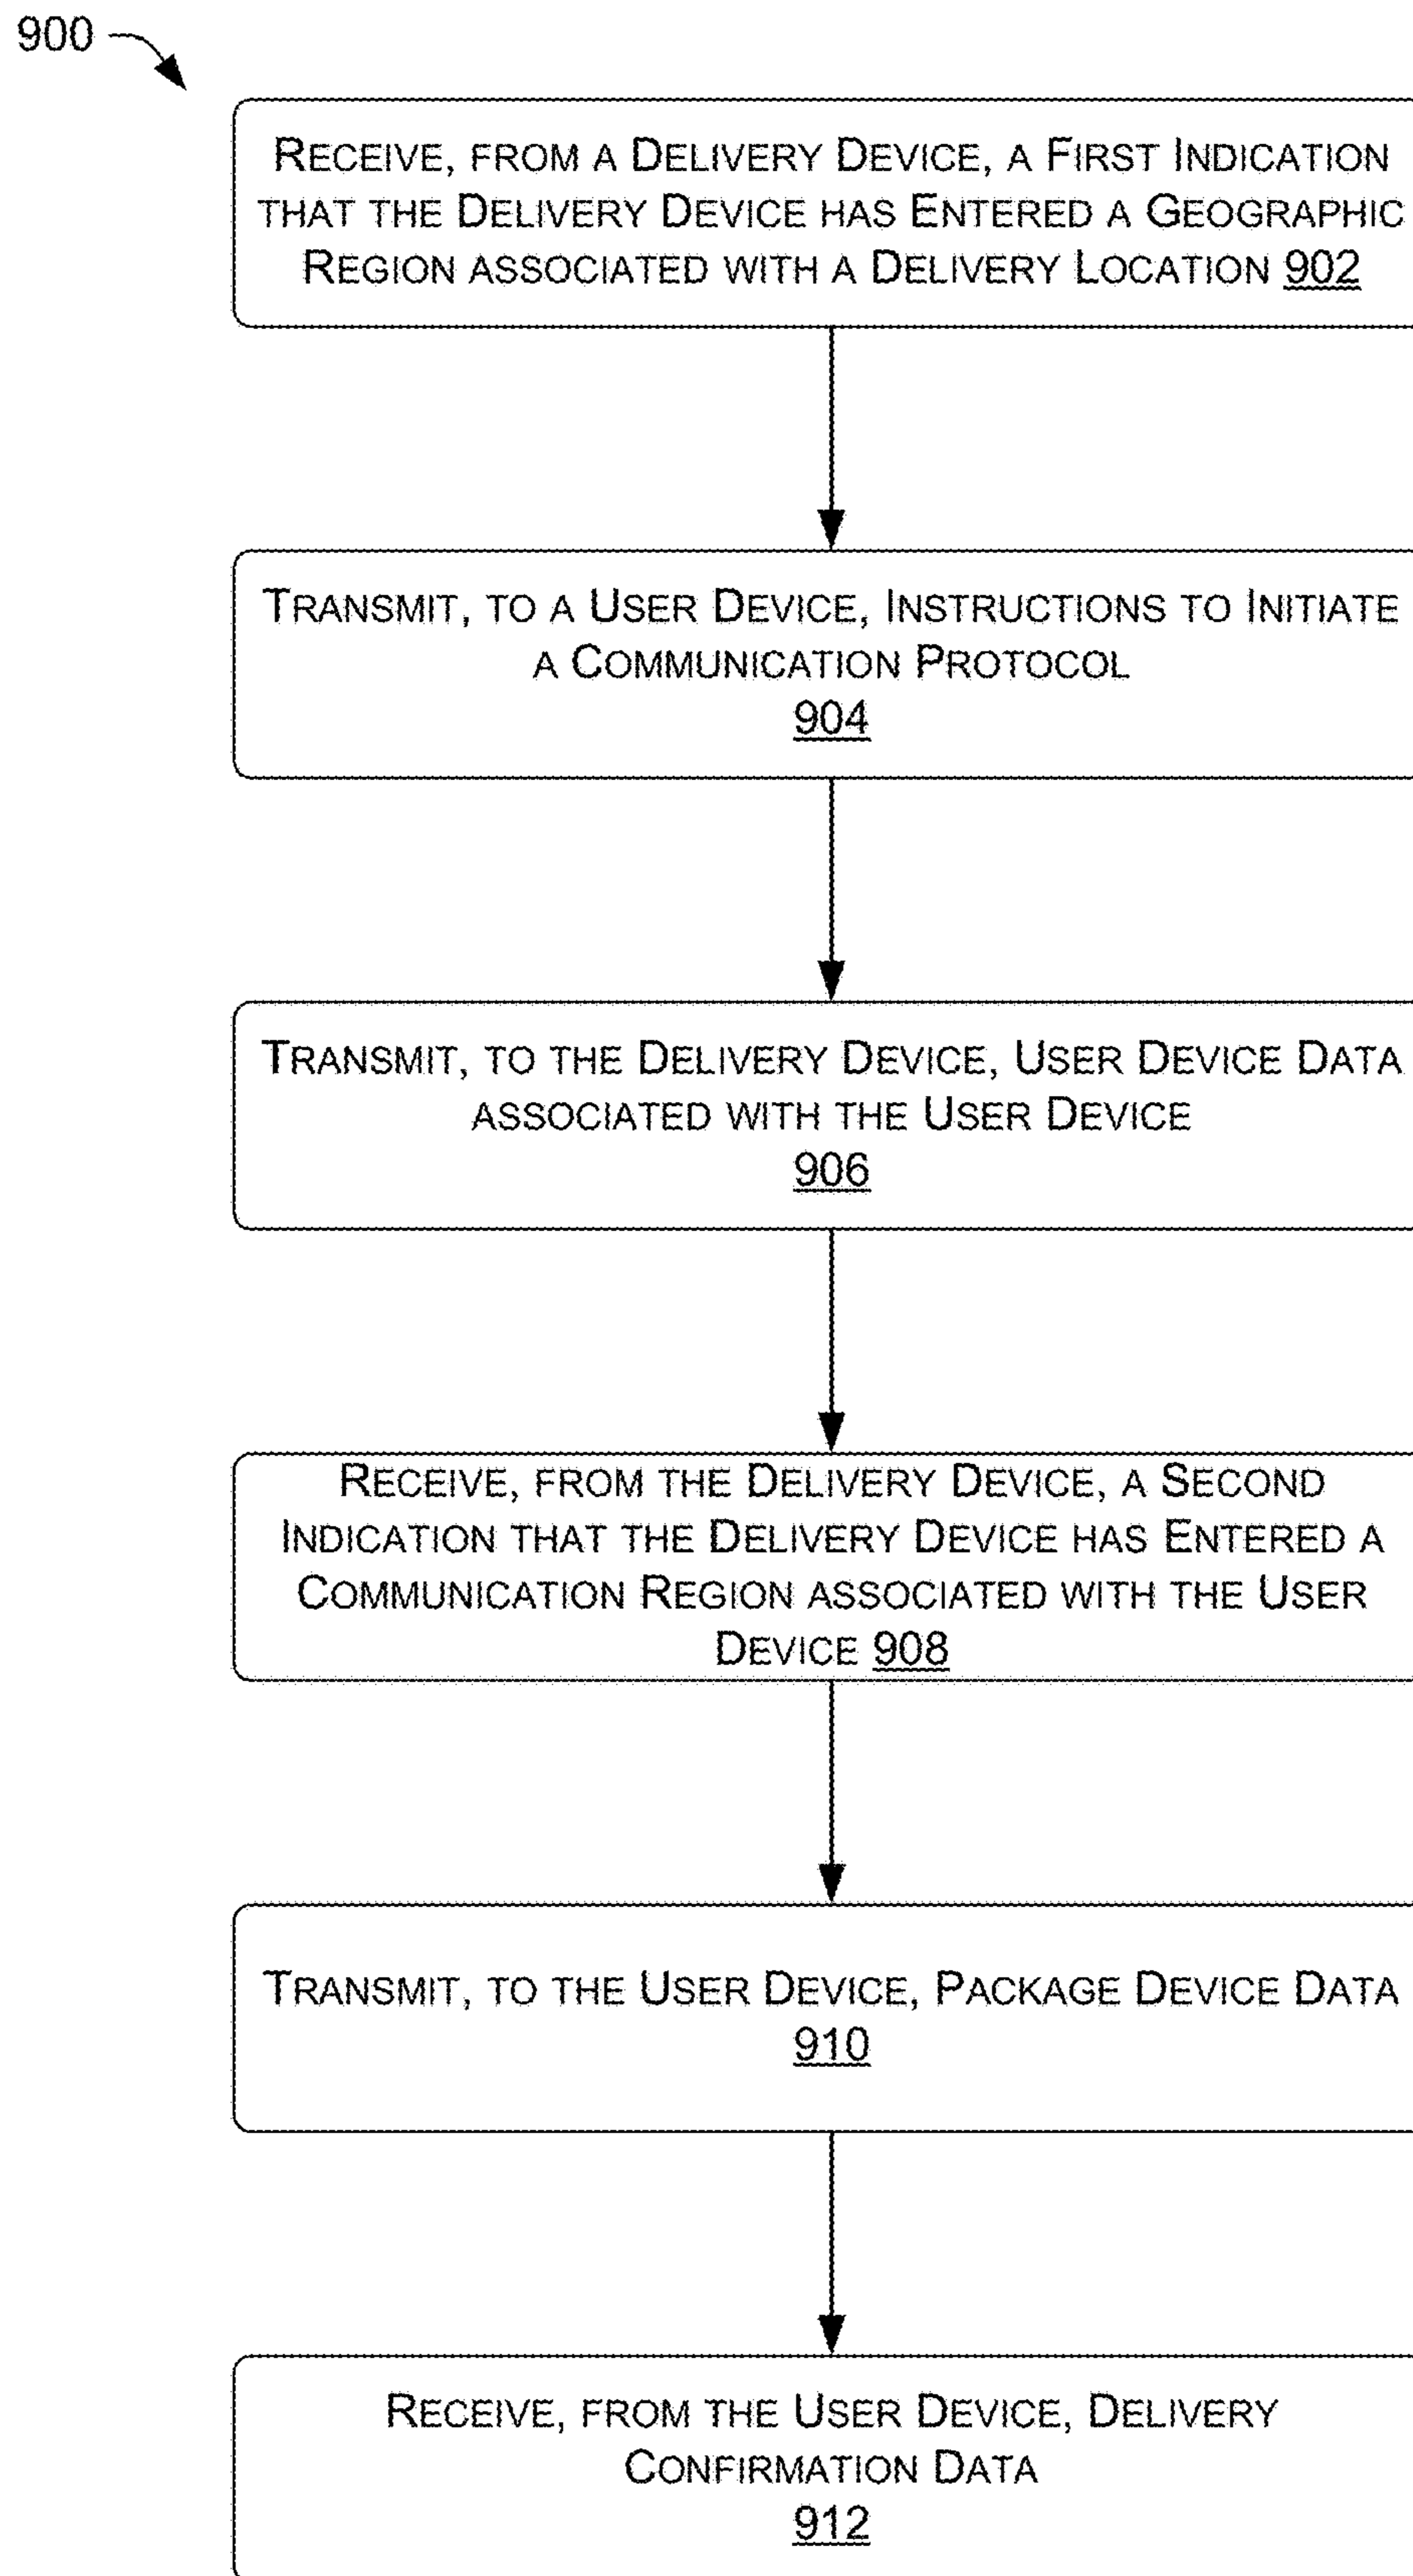 900
RECEIVE, FROM A DELIVERY DEVICE, A FIRST INDICATION
THAT THE DELIVERY DEVICE HAS ENTERED A GEOGRAPHIC
REGION ASSOCIATED WITH A DELIVERY LOCATION 902
TRANSMIT, TO A USER DEVICE, INSTRUCTIONS TO INITIATE
A COMMUNICATION PROTOCOL
904
TRANSMIT, TO THE DELIVERY DEVICE, USER DEVICE DATA
ASSOCIATED WITH THE USER DEVICE
906
RECEIVE, FROM THE DELIVERY DEVICE, A SECOND
INDICATION THAT THE DELIVERY DEVICE HAS ENTERED A
COMMUNICATION REGION ASSOCIATED WITH THE USER
DEVICE 908
TRANSMIT, TO THE USER DEVICE, PACKAGE DEVICE DATA
910
RECEIVE, FROM THE USER DEVICE, DELIVERY
CONFIRMATION DATA
912